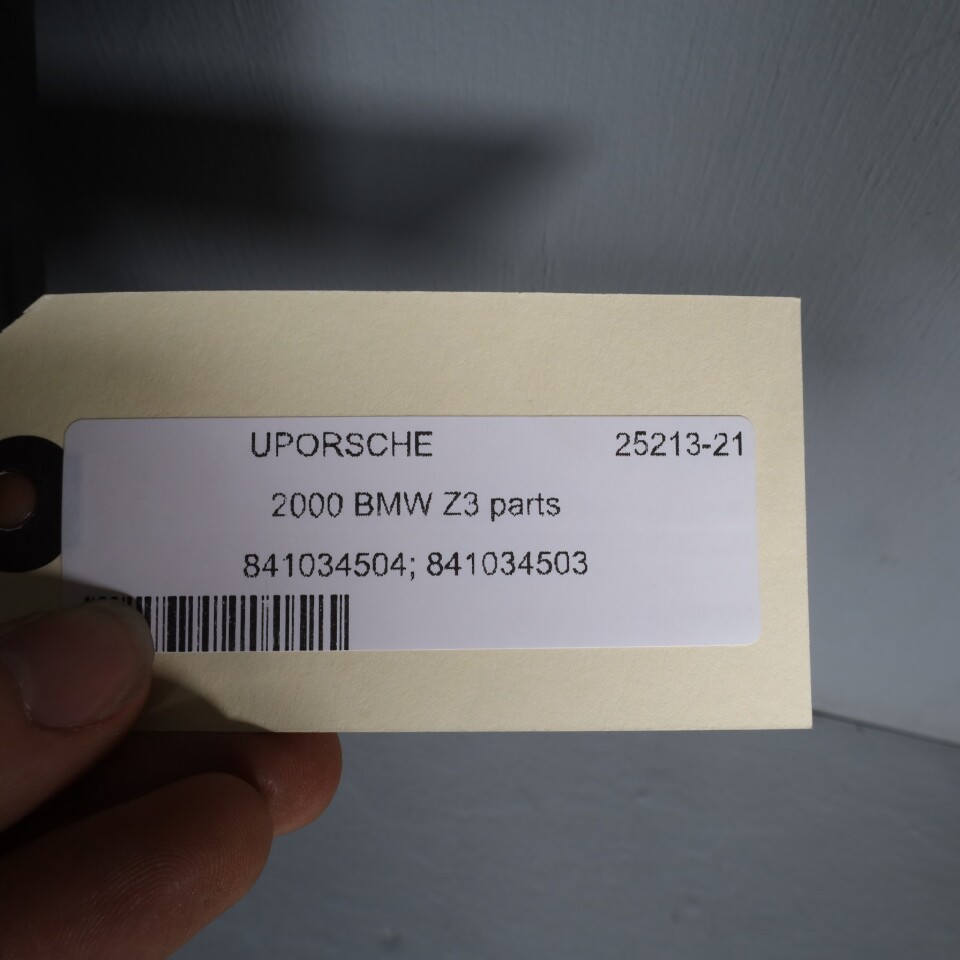 UPORSCHE 25213-21
2000 BMW Z3 parts
841034504; 841034503